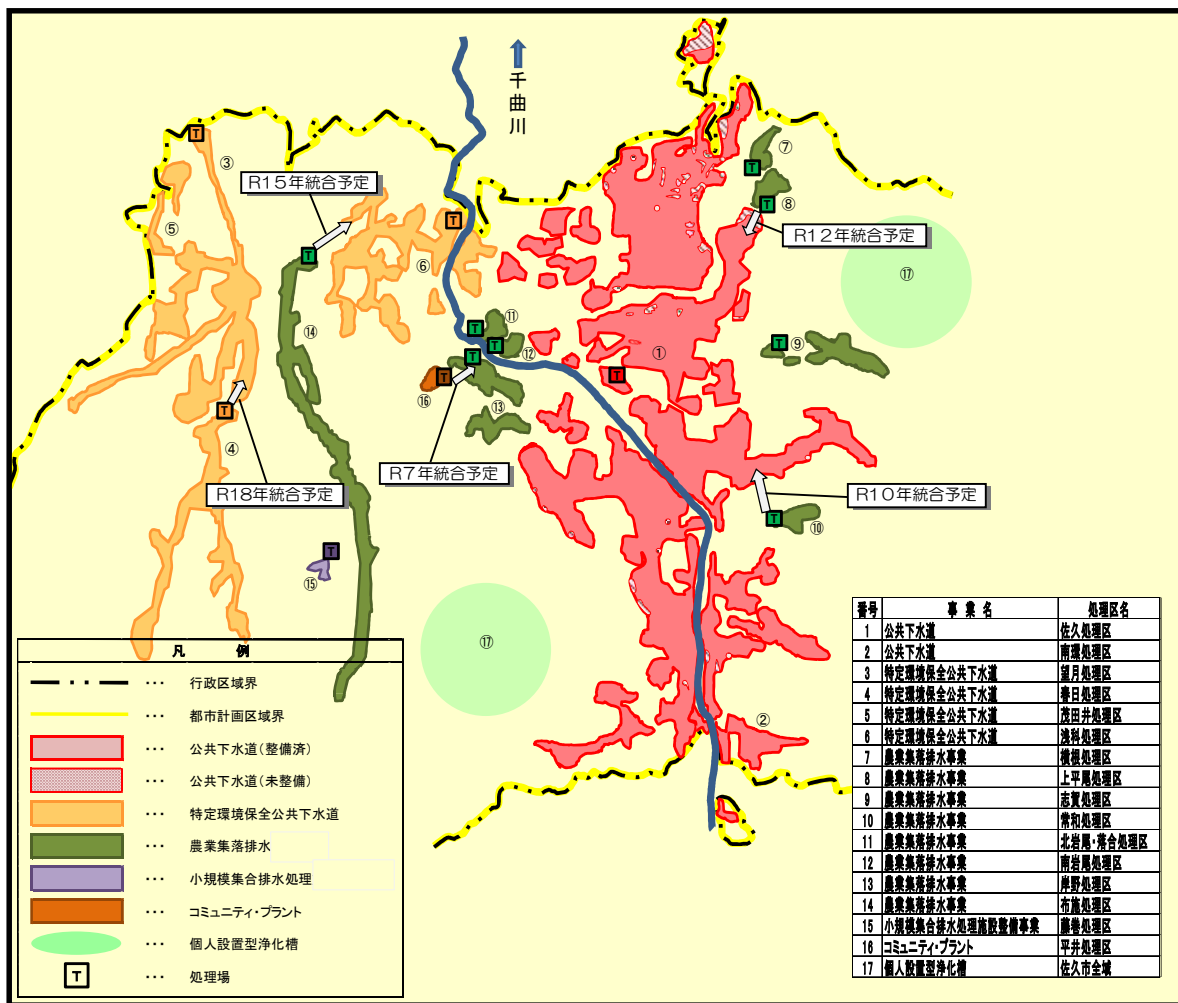 千曲川
③
⑦
R15年統合予定
⑤
⑧
R12年統合予定
⑰
⑥
⑪
⑭
⑫
①
⑨
⑯
⑬
④
R7年統合予定
R18年統合予定
R10年統合予定
⑩
⑮
⑰
②
T
T
T
T
T
T
T
T
T
T
T
T
T
T
凡 例
… 行政区域界
… 都市計画区域界
… 公共下水道(整備済)
… 公共下水道(未整備)
… 特定環境保全公共下水道
… 農業集落排水
… 小規模集合排水処理
… コミュニティ・プラント
… 個人設置型浄化槽
T … 処理場
番号 事業名 処理区名
1 公共下水道 佐久処理区
2 公共下水道 南環処理区
3 特定環境保全公共下水道 望月処理区
4 特定環境保全公共下水道 春日処理区
5 特定環境保全公共下水道 茂田井処理区
6 特定環境保全公共下水道 浅科処理区
7 農業集落排水事業 横根処理区
8 農業集落排水事業 上平尾処理区
9 農業集落排水事業 志賀処理区
10 農業集落排水事業 常和処理区
11 農業集落排水事業 北岩尾・落合処理区
12 農業集落排水事業 南岩尾処理区
13 農業集落排水事業 岸野処理区
14 農業集落排水事業 布施処理区
15 小規模集合排水処理施設整備事業 藤巻処理区
16 コミュニティ・プラント 平井処理区
17 個人設置型浄化槽 佐久市全域